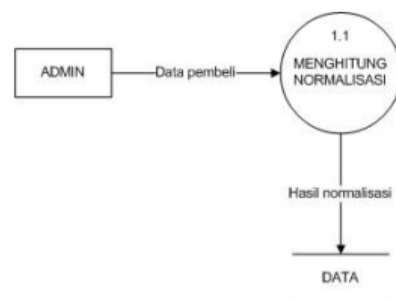 1.1
MENGHITUNG
NORMALISASI
ADMIN
Data pembeli
Hasil normalisasi
DATA